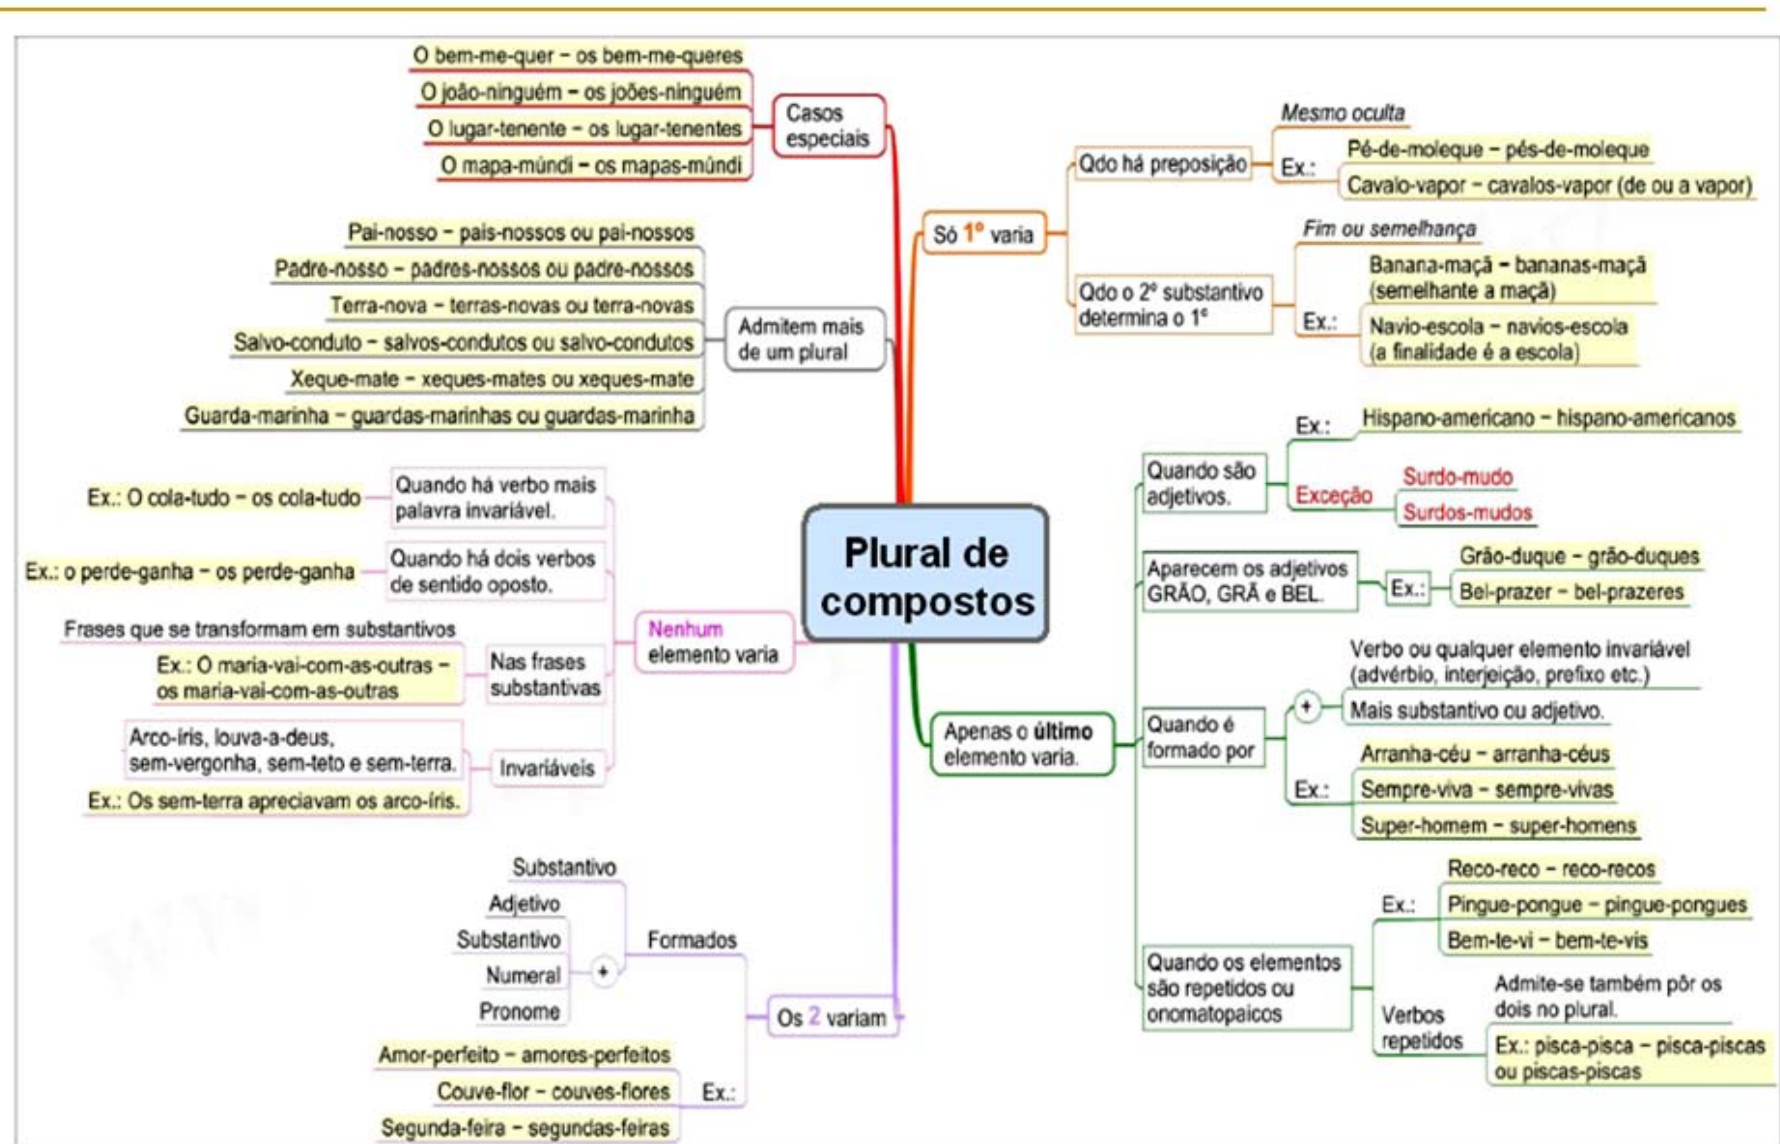 Plural de
compostos
Casos
especiais
O bem-me-quer – os bem-me-queres
O joão-ninguém – os joões-ninguém
O lugar-tenente – os lugar-tenentes
O mapa-múndi – os mapas-múndi
Admitem mais
de um plural
Pai-nosso – pais-nossos ou pai-nossos
Padre-nosso – padres-nossos ou padre-nossos
Terra-nova – terras-novas ou terra-novas
Salvo-conduto – salvos-condutos ou salvo-condutos
Xeque-mate – xeques-mates ou xeques-mate
Guarda-marinha – guardas-marinhas ou guardas-marinha
Nenhum
elemento varia
Quando há verbo mais
palavra invariável.
Ex.: O cola-tudo – os cola-tudo
Quando há dois verbos
de sentido oposto.
Ex.: o perde-ganha – os perde-ganha
Nas frases
substantivas
Frases que se transformam em substantivos
Ex.: O maria-vai-com-as-outras –
os maria-vai-com-as-outras
Invariáveis
Arco-íris, louva-a-deus,
sem-vergonha, sem-teto e sem-terra.
Ex.: Os sem-terra apreciavam os arco-íris.
Os 2 variam
Formados
Substantivo
+
Adjetivo
Substantivo
Numeral
Pronome
Ex.:
Amor-perfeito – amores-perfeitos
Couve-flor – couves-flores
Segunda-feira – segundas-feiras
Só 1º varia
Qdo há preposição
Mesmo oculta
Ex.:
Pé-de-moleque – pés-de-moleque
Cavalo-vapor – cavalos-vapor (de ou a vapor)
Qdo o 2º substantivo
determina o 1º
Fim ou semelhança
Ex.:
Banana-maçã – bananas-maçã
(semelhante a maçã)
Navio-escola – navios-escola
(a finalidade é a escola)
Apenas o último
elemento varia.
Quando são
adjetivos.
Ex.:
Hispano-americano – hispano-americanos
Exceção
Surdo-mudo
Surdos-mudos
Aparecem os adjetivos
GRÃO, GRÃ e BEL.
Ex.:
Grão-duque – grão-duques
Bel-prazer – bel-prazeres
Quando é
formado por
+
Verbo ou qualquer elemento invariável
(advérbio, interjeição, prefixo etc.)
Mais substantivo ou adjetivo.
Ex.:
Arranha-céu – arranha-céus
Sempre-viva – sempre-vivas
Super-homem – super-homens
Quando os elementos
são repetidos ou
onomatopaicos
Ex.:
Reco-reco – reco-recos
Pingue-pongue – pingue-pongues
Bem-te-vi – bem-te-vis
Verbos
repetidos
Admite-se também pôr os
dois no plural.
Ex.: pisca-pisca – pisca-piscas
ou piscas-piscas